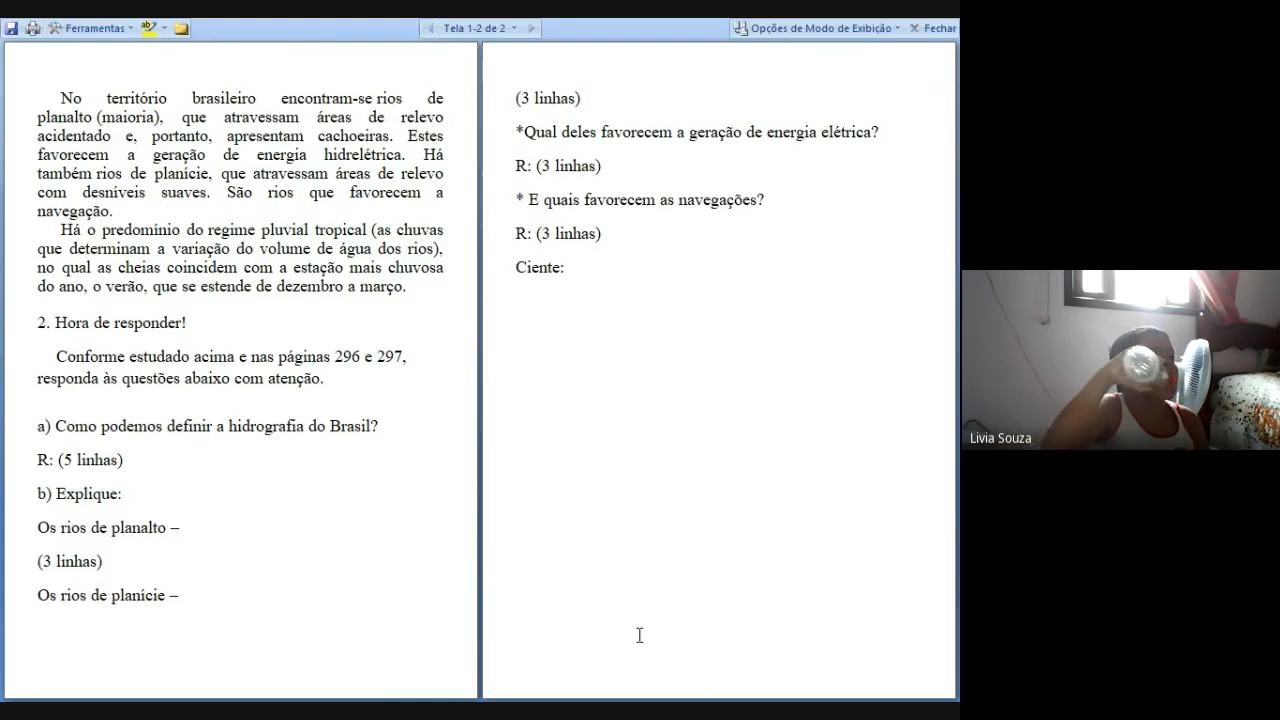 Ferramentas
Tela 1-2 de 2
Opções de Modo de Exibição
Fechar
No território brasileiro encontram-se rios de
planalto (maioria), que atravessam áreas de relevo
acidentado e, portanto, apresentam cachoeiras. Estes
favorecem a geração de energia hidrelétrica. Há
também rios de planície, que atravessam áreas de relevo
com desníveis suaves. São rios que favorecem a
navegação.
Há o predomínio do regime pluvial tropical (as chuvas
que determinam a variação do volume de água dos rios),
no qual as cheias coincidem com a estação mais chuvosa
do ano, o verão, que se estende de dezembro a março.
2. Hora de responder!
Conforme estudado acima e nas páginas 296 e 297,
responda às questões abaixo com atenção.
a) Como podemos definir a hidrografia do Brasil?
R: (5 linhas)
b) Explique:
Os rios de planalto –
(3 linhas)
Os rios de planície –
(3 linhas)
*Qual deles favorecem a geração de energia elétrica?
R: (3 linhas)
* E quais favorecem as navegações?
R: (3 linhas)
Ciente:
Livia Souza